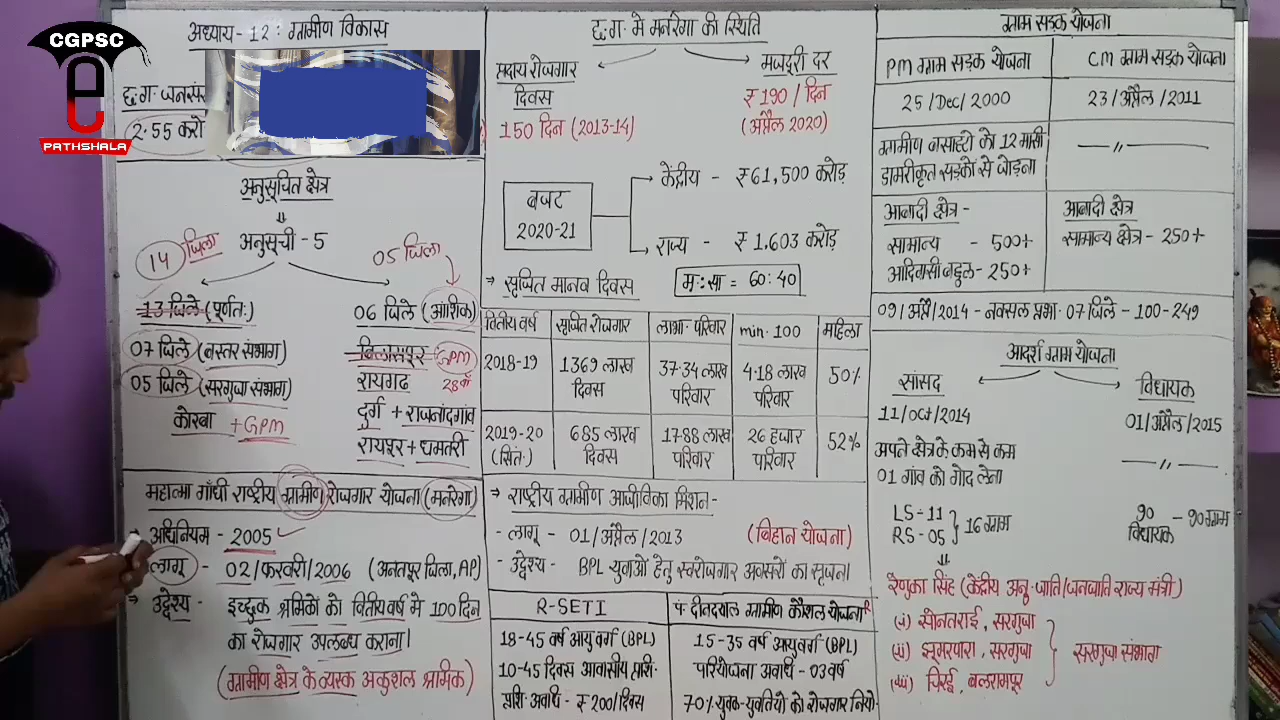 CGPSC
PATHSHALA
अध्याय - 12 : ग्रामीण विकास
छ.ग. जनसं
2.55 करो
अनुसूचित क्षेत्र
अनुसूची - 5
14 जिला
05 जिला
13 जिले (पूर्णतः)
07 जिले (बस्तर संभाग)
05 जिले (सरगुजा संभाग)
कोरबा + GPM
06 जिले (आंशिक)
बिलासपुर GPM
रायगढ़
दुर्ग + राजनांदगांव
रायपुर + धमतरी
महात्मा गाँधी राष्ट्रीय ग्रामीण रोजगार योजना (मनरेगा)
→ अधिनियम - 2005
लागू - 02/फरवरी/2006 (अनंतपुर जिला, AP)
→ उद्देश्य - इच्छुक श्रमिकों को वित्तीय वर्ष में 100 दिन
का रोजगार उपलब्ध कराना।
(ग्रामीण क्षेत्र के व्यस्क अकुशल श्रमिक)
छ.ग. में मनरेगा की स्थिति
प्रदाय रोजगार
दिवस
150 दिन (2013-14)
मजदूरी दर
₹190/दिन
(अप्रैल 2020)
बजट
2020-21
केंद्रीय - ₹61,500 करोड़
राज्य - ₹1,603 करोड़
→ सृजित मानव दिवस
म.:सा = 60:40
वित्तीय वर्ष सृजित रोजगार लाभा. परिवार min. 100 महिला
2018-19 1369 लाख दिवस 37.34 लाख परिवार 4.18 लाख परिवार 50%
2019-20 (सितं.) 685 लाख दिवस 17.88 लाख परिवार 26 हजार परिवार 52%
→ राष्ट्रीय ग्रामीण आजीविका मिशन -
- लागू - 01/अप्रैल/2013 (बिहान योजना)
- उद्देश्य - BPL युवाओं हेतु स्वरोजगार अवसरों का सृजन
R-SETI
18-45 वर्ष आयु वर्ग (BPL)
10-45 दिवस आवासीय प्रशि.
प्रशि. अवधि - ₹200/दिवस
पं. दीनदयाल ग्रामीण कौशल योजना
15-35 वर्ष आयु वर्ग (BPL)
परियोजना अवधि - 03 वर्ष
70% युवक-युवतियों को रोजगार नियो.
ग्राम सड़क योजना
PM ग्राम सड़क योजना CM ग्राम सड़क योजना
25/Dec/2000 23/अप्रैल/2011
ग्रामीण बसाहटों को 12 मासी
डामरीकृत सड़कों से जोड़ना
—〃—
आबादी क्षेत्र -
सामान्य - 500+
आदिवासी बहुल - 250+
आबादी क्षेत्र
सामान्य क्षेत्र - 250+
09/अप्रै/2014 - नक्सल प्रभा. 07 जिले - 100-249
आदर्श ग्राम योजना
सांसद
11/oct/2014
अपने क्षेत्र के कम से कम
01 गांव को गोद लेना
LS - 11
RS - 05
16 ग्राम
विधायक
01/अप्रैल/2015
—〃—
90
विधायक
- 90 ग्राम
रेणुका सिंह (केंद्रीय अनु. जाति/जनजाति राज्य मंत्री)
(i) सोनतराई, सरगुजा
(ii) झुमरपारा, सरगुजा
(iii) चिरई, बलरामपुर
सरगुजा संभाग